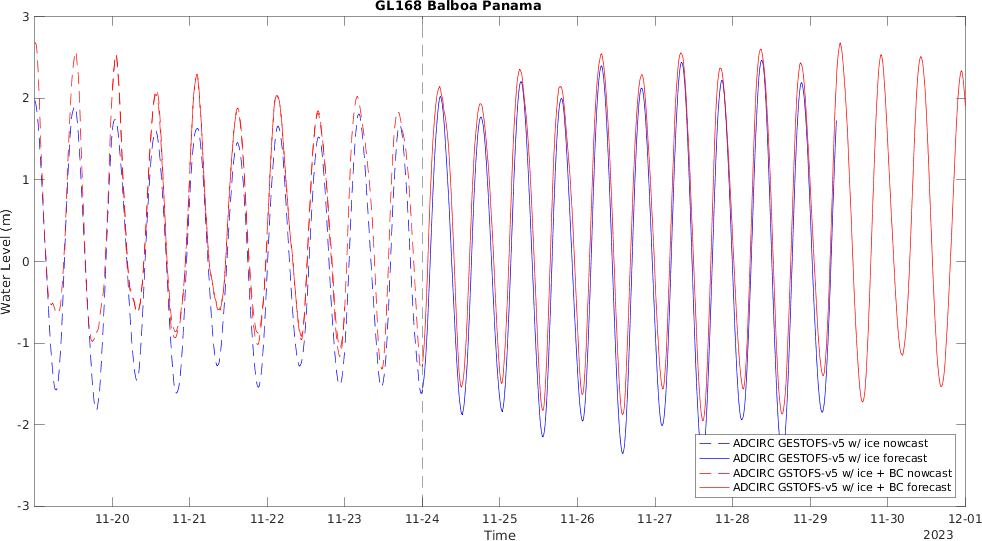 GL168 Balboa Panama
Water Level (m)
3
2
1
0
-1
-2
-3
ADCIRC GESTOFS-v5 w/ ice nowcast
ADCIRC GESTOFS-v5 w/ ice forecast
ADCIRC GSTOFS-v5 w/ ice + BC nowcast
ADCIRC GSTOFS-v5 w/ ice + BC forecast
11-20 11-21 11-22 11-23 11-24 11-25 11-26 11-27 11-28 11-29 11-30 12-01
Time
2023